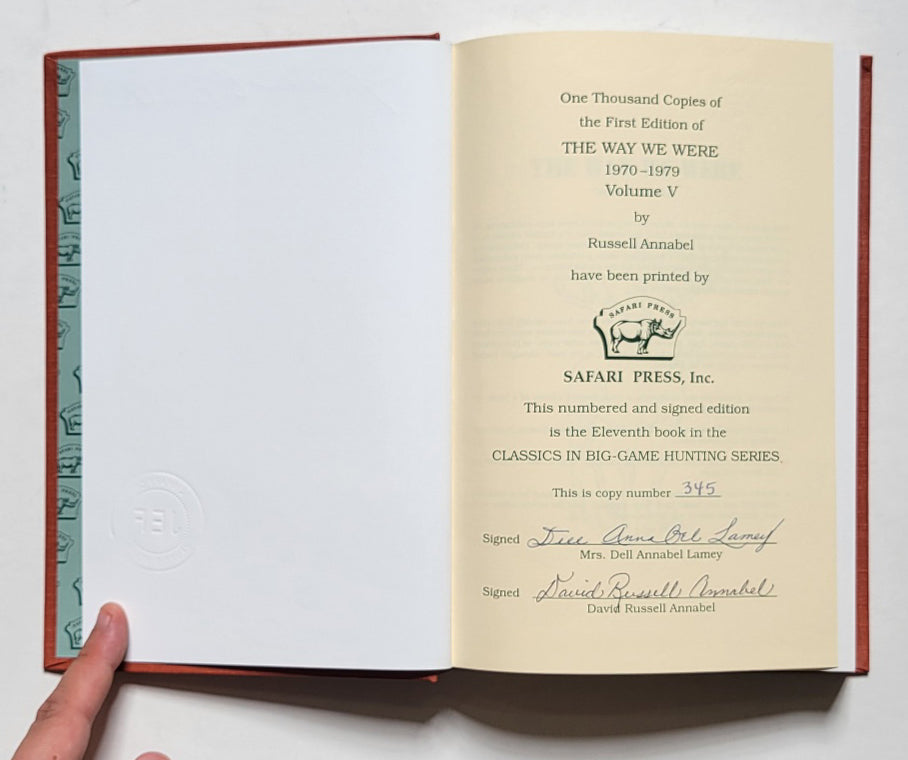 One Thousand Copies of
the First Edition of
THE WAY WE WERE
1970–1979
Volume V
by
Russell Annabel
have been printed by
SAFARI PRESS
SAFARI PRESS, Inc.
This numbered and signed edition
is the Eleventh book in the
CLASSICS IN BIG-GAME HUNTING SERIES.
This is copy number 345
Signed Dell Anna Bel Lamey
Mrs. Dell Annabel Lamey
Signed David Russell Annabel
David Russell Annabel